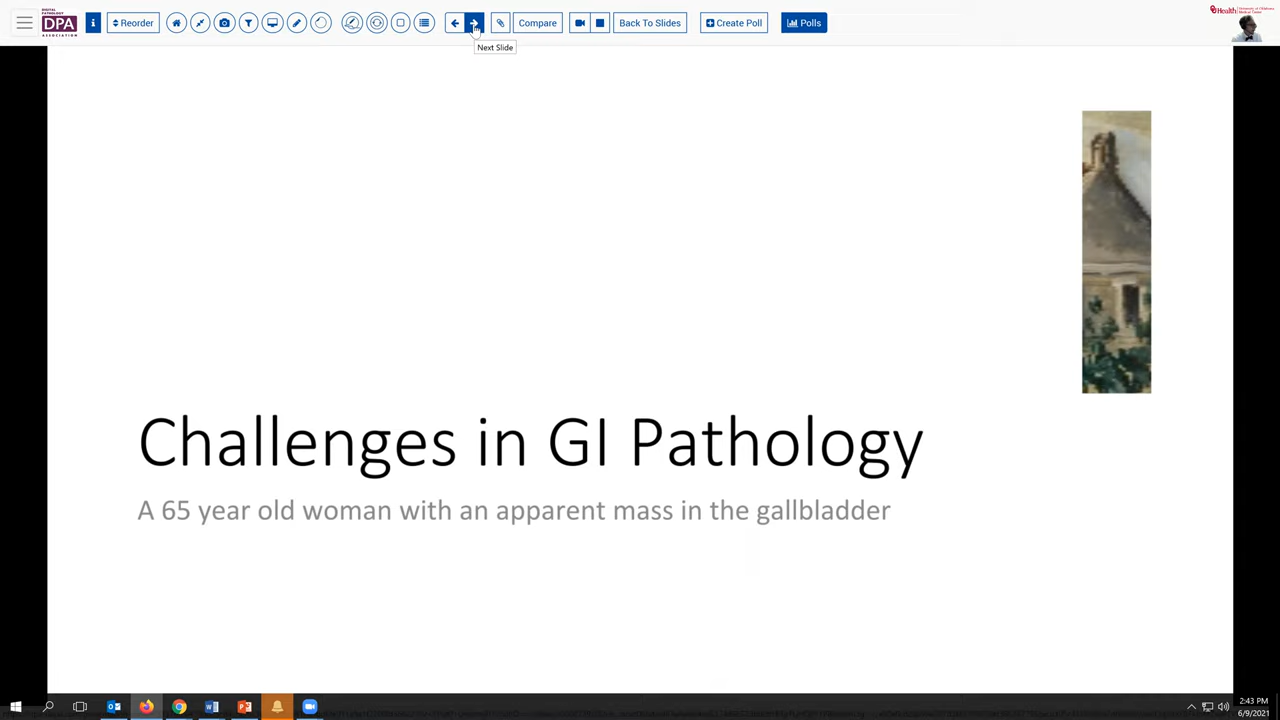 DIGITAL PATHOLOGY
DPA
ASSOCIATION
Reorder
Compare
Back To Slides
Create Poll
Polls
Health
Next Slide
Challenges in GI Pathology
A 65 year old woman with an apparent mass in the gallbladder
2:43 PM
6/9/2021